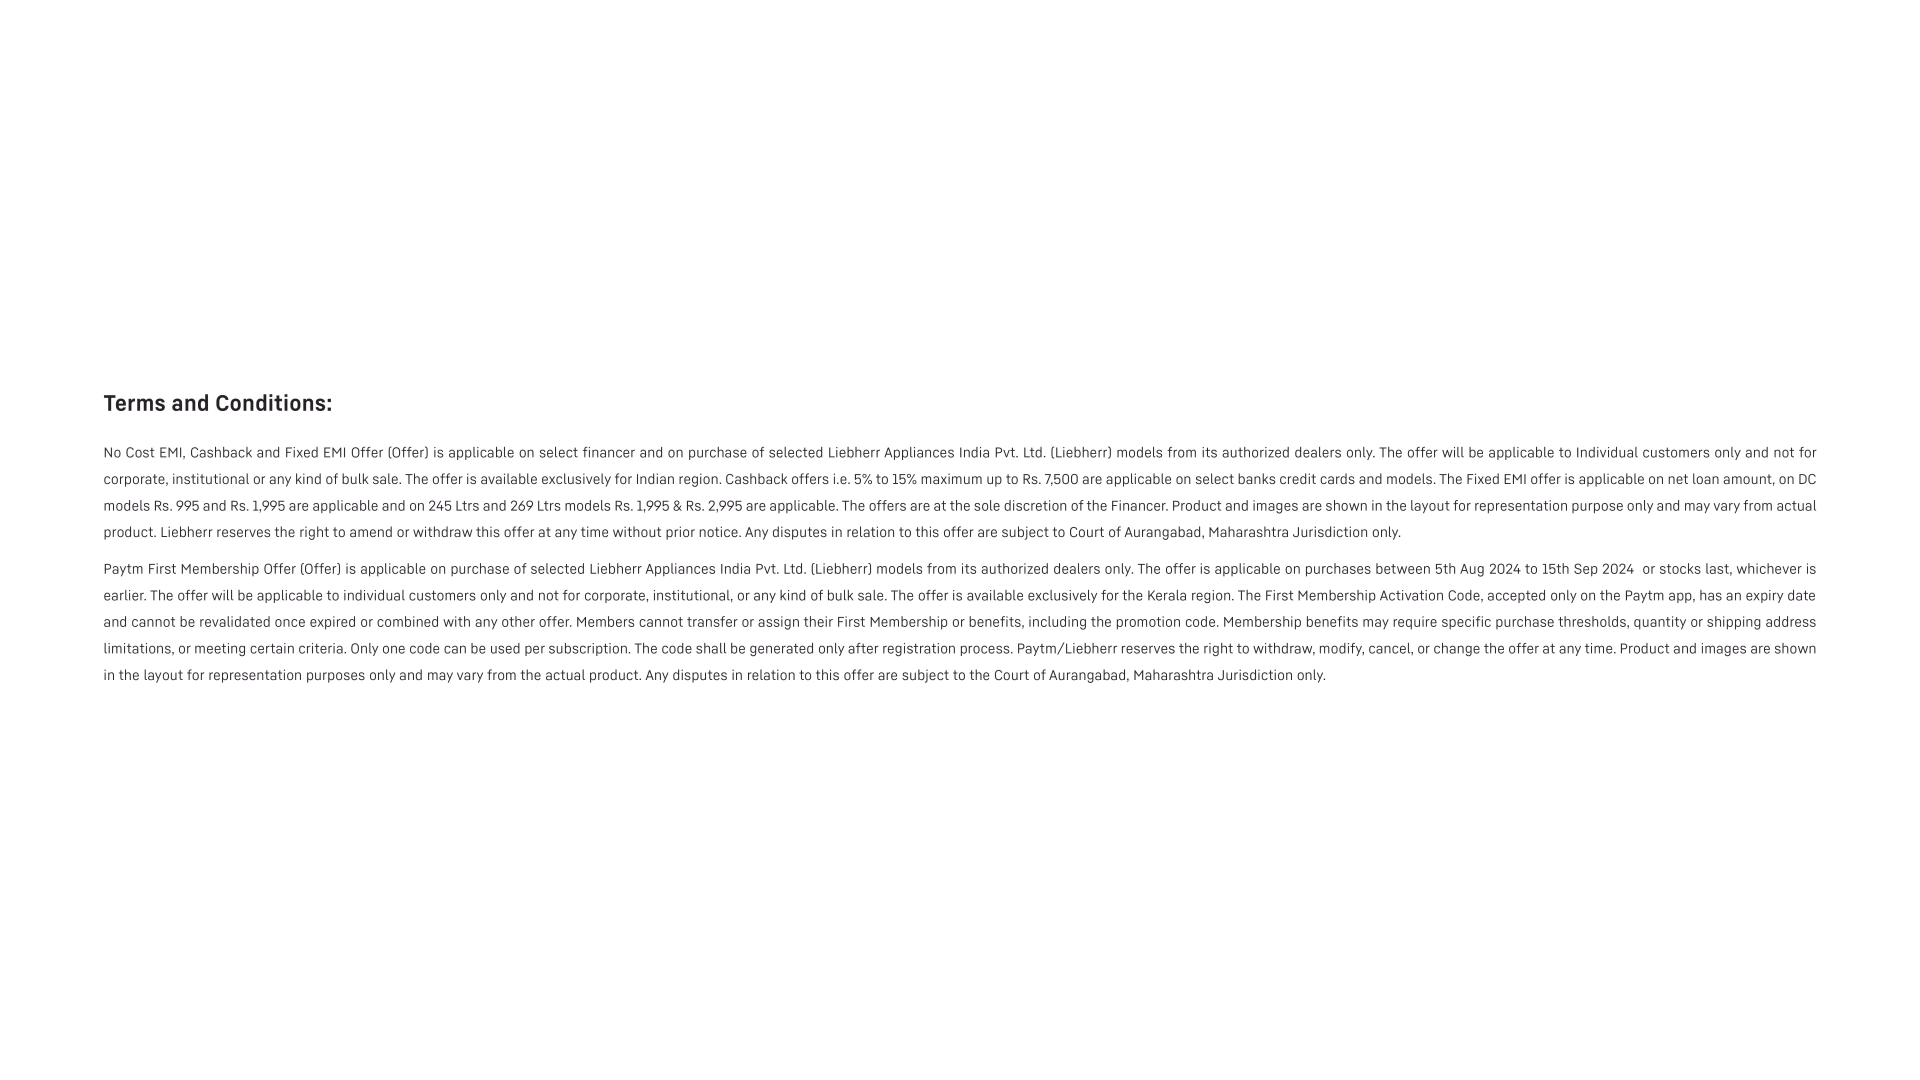 Terms and Conditions:
No Cost EMI, Cashback and Fixed EMI Offer (Offer) is applicable on select financer and on purchase of selected Liebherr Appliances India Pvt. Ltd. (Liebherr) models from its authorized dealers only. The offer will be applicable to Individual customers only and not for
corporate, institutional or any kind of bulk sale. The offer is available exclusively for Indian region. Cashback offers i.e. 5% to 15% maximum up to Rs. 7,500 are applicable on select banks credit cards and models. The Fixed EMI offer is applicable on net loan amount, on DC
models Rs. 995 and Rs. 1,995 are applicable and on 245 Ltrs and 269 Ltrs models Rs. 1,995 & Rs. 2,995 are applicable. The offers are at the sole discretion of the Financer. Product and images are shown in the layout for representation purpose only and may vary from actual
product. Liebherr reserves the right to amend or withdraw this offer at any time without prior notice. Any disputes in relation to this offer are subject to Court of Aurangabad, Maharashtra Jurisdiction only.
Paytm First Membership Offer (Offer) is applicable on purchase of selected Liebherr Appliances India Pvt. Ltd. (Liebherr) models from its authorized dealers only. The offer is applicable on purchases between 5th Aug 2024 to 15th Sep 2024  or stocks last, whichever is
earlier. The offer will be applicable to individual customers only and not for corporate, institutional, or any kind of bulk sale. The offer is available exclusively for the Kerala region. The First Membership Activation Code, accepted only on the Paytm app, has an expiry date
and cannot be revalidated once expired or combined with any other offer. Members cannot transfer or assign their First Membership or benefits, including the promotion code. Membership benefits may require specific purchase thresholds, quantity or shipping address
limitations, or meeting certain criteria. Only one code can be used per subscription. The code shall be generated only after registration process. Paytm/Liebherr reserves the right to withdraw, modify, cancel, or change the offer at any time. Product and images are shown
in the layout for representation purposes only and may vary from the actual product. Any disputes in relation to this offer are subject to the Court of Aurangabad, Maharashtra Jurisdiction only.